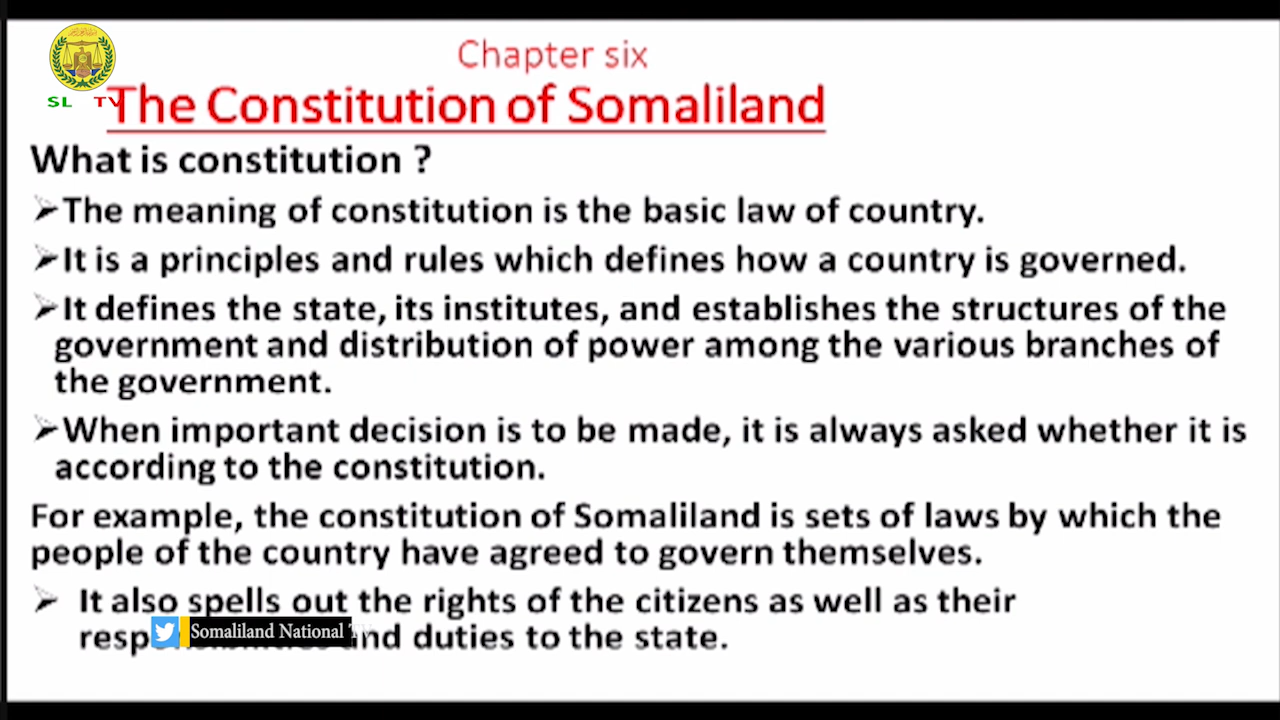 Chapter six
SL TV
The Constitution of Somaliland
What is constitution ?
The meaning of constitution is the basic law of country.
It is a principles and rules which defines how a country is governed.
It defines the state, its institutes, and establishes the structures of the
government and distribution of power among the various branches of
the government.
When important decision is to be made, it is always asked whether it is
according to the constitution.
For example, the constitution of Somaliland is sets of laws by which the
people of the country have agreed to govern themselves.
It also spells out the rights of the citizens as well as their
and duties to the state.
Somaliland National TV